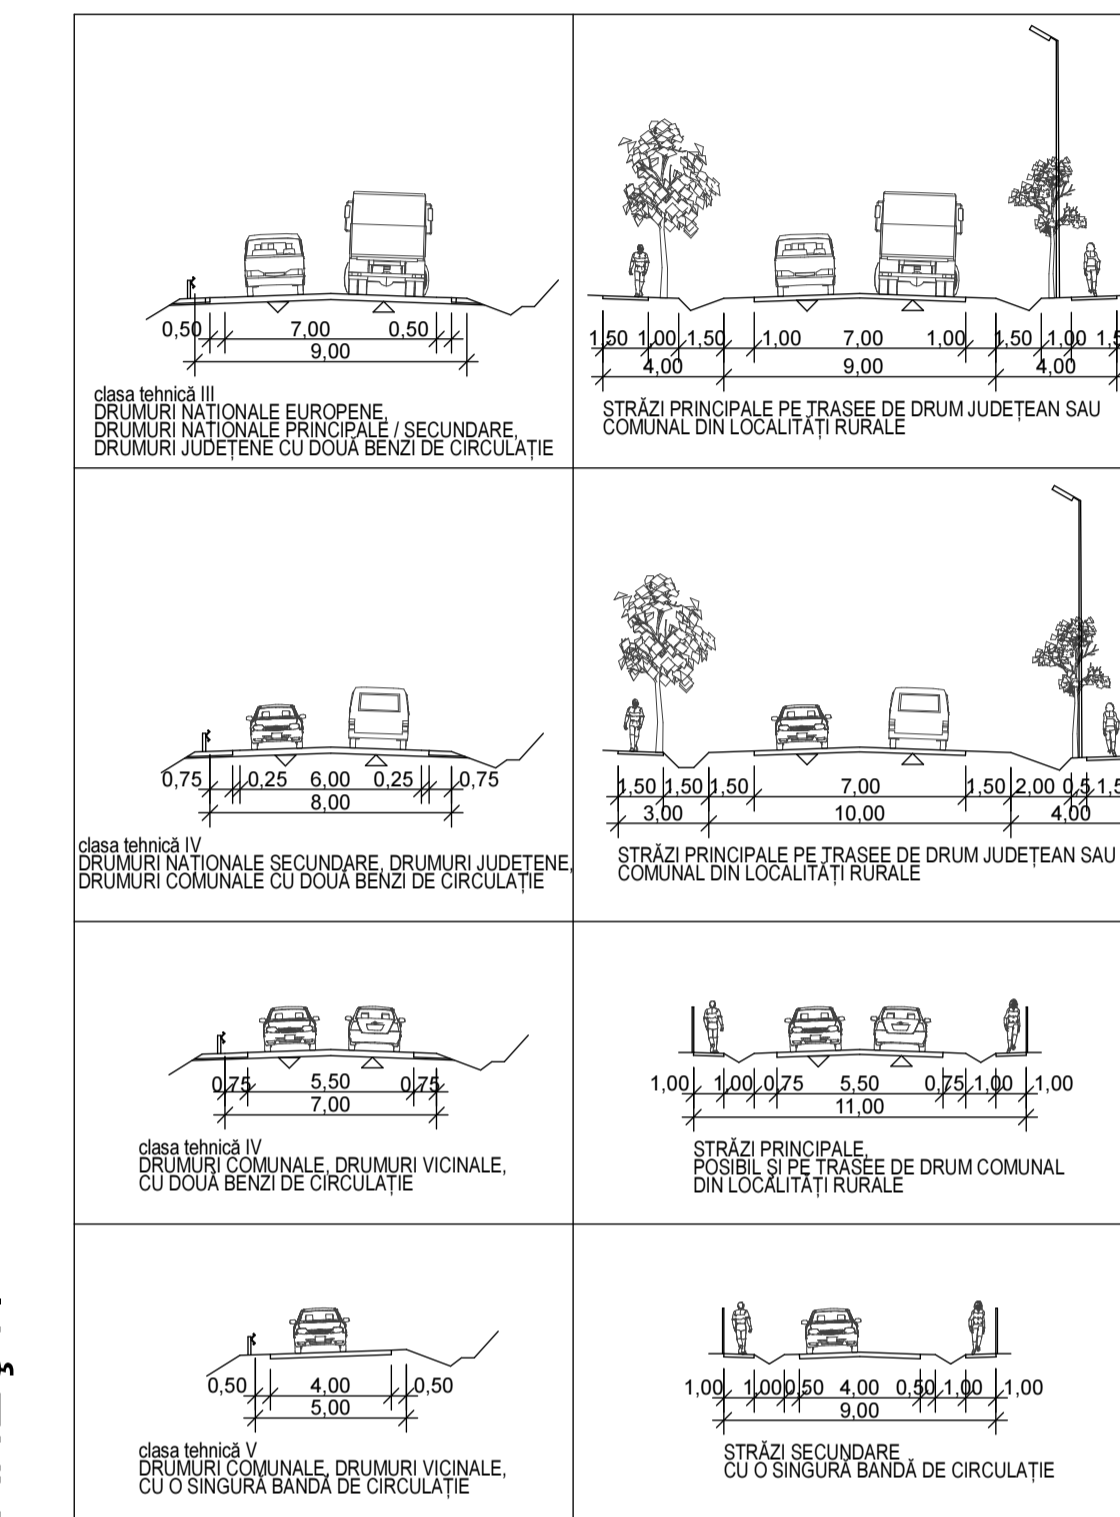 0,50 7,00 0,50
9,00
clasa tehnică III
DRUMURI NAȚIONALE EUROPENE,
DRUMURI NAȚIONALE PRINCIPALE / SECUNDARE,
DRUMURI JUDEȚENE CU DOUĂ BENZI DE CIRCULAȚIE
1,50 1,00 1,50 1,00 7,00 1,00 1,50 1,00
4,00 9,00 4,00
STRĂZI PRINCIPALE PE TRASEE DE DRUM JUDEȚEAN SAU
COMUNAL DIN LOCALITĂȚI RURALE
0,75 0,25 6,00 0,25 0,75
8,00
clasa tehnică IV
DRUMURI NAȚIONALE SECUNDARE, DRUMURI JUDEȚENE,
DRUMURI COMUNALE CU DOUĂ BENZI DE CIRCULAȚIE
1,50 1,50 1,50 7,00 1,50 2,00 0,5
3,00 10,00 4,00
STRĂZI PRINCIPALE PE TRASEE DE DRUM JUDEȚEAN SAU
COMUNAL DIN LOCALITĂȚI RURALE
0,75 5,50 0,75
7,00
clasa tehnică IV
DRUMURI COMUNALE, DRUMURI VICINALE,
CU DOUĂ BENZI DE CIRCULAȚIE
1,00 1,00 0,75 5,50 0,75 1,00 1,00
11,00
STRĂZI PRINCIPALE,
POSIBIL ȘI PE TRASEE DE DRUM COMUNAL
DIN LOCALITĂȚI RURALE
0,50 4,00 0,50
5,00
clasa tehnică V
DRUMURI COMUNALE, DRUMURI VICINALE,
CU O SINGURĂ BANDĂ DE CIRCULAȚIE
1,00 1,00 0,50 4,00 0,50 1,00 1,00
9,00
STRĂZI SECUNDARE
CU O SINGURĂ BANDĂ DE CIRCULAȚIE